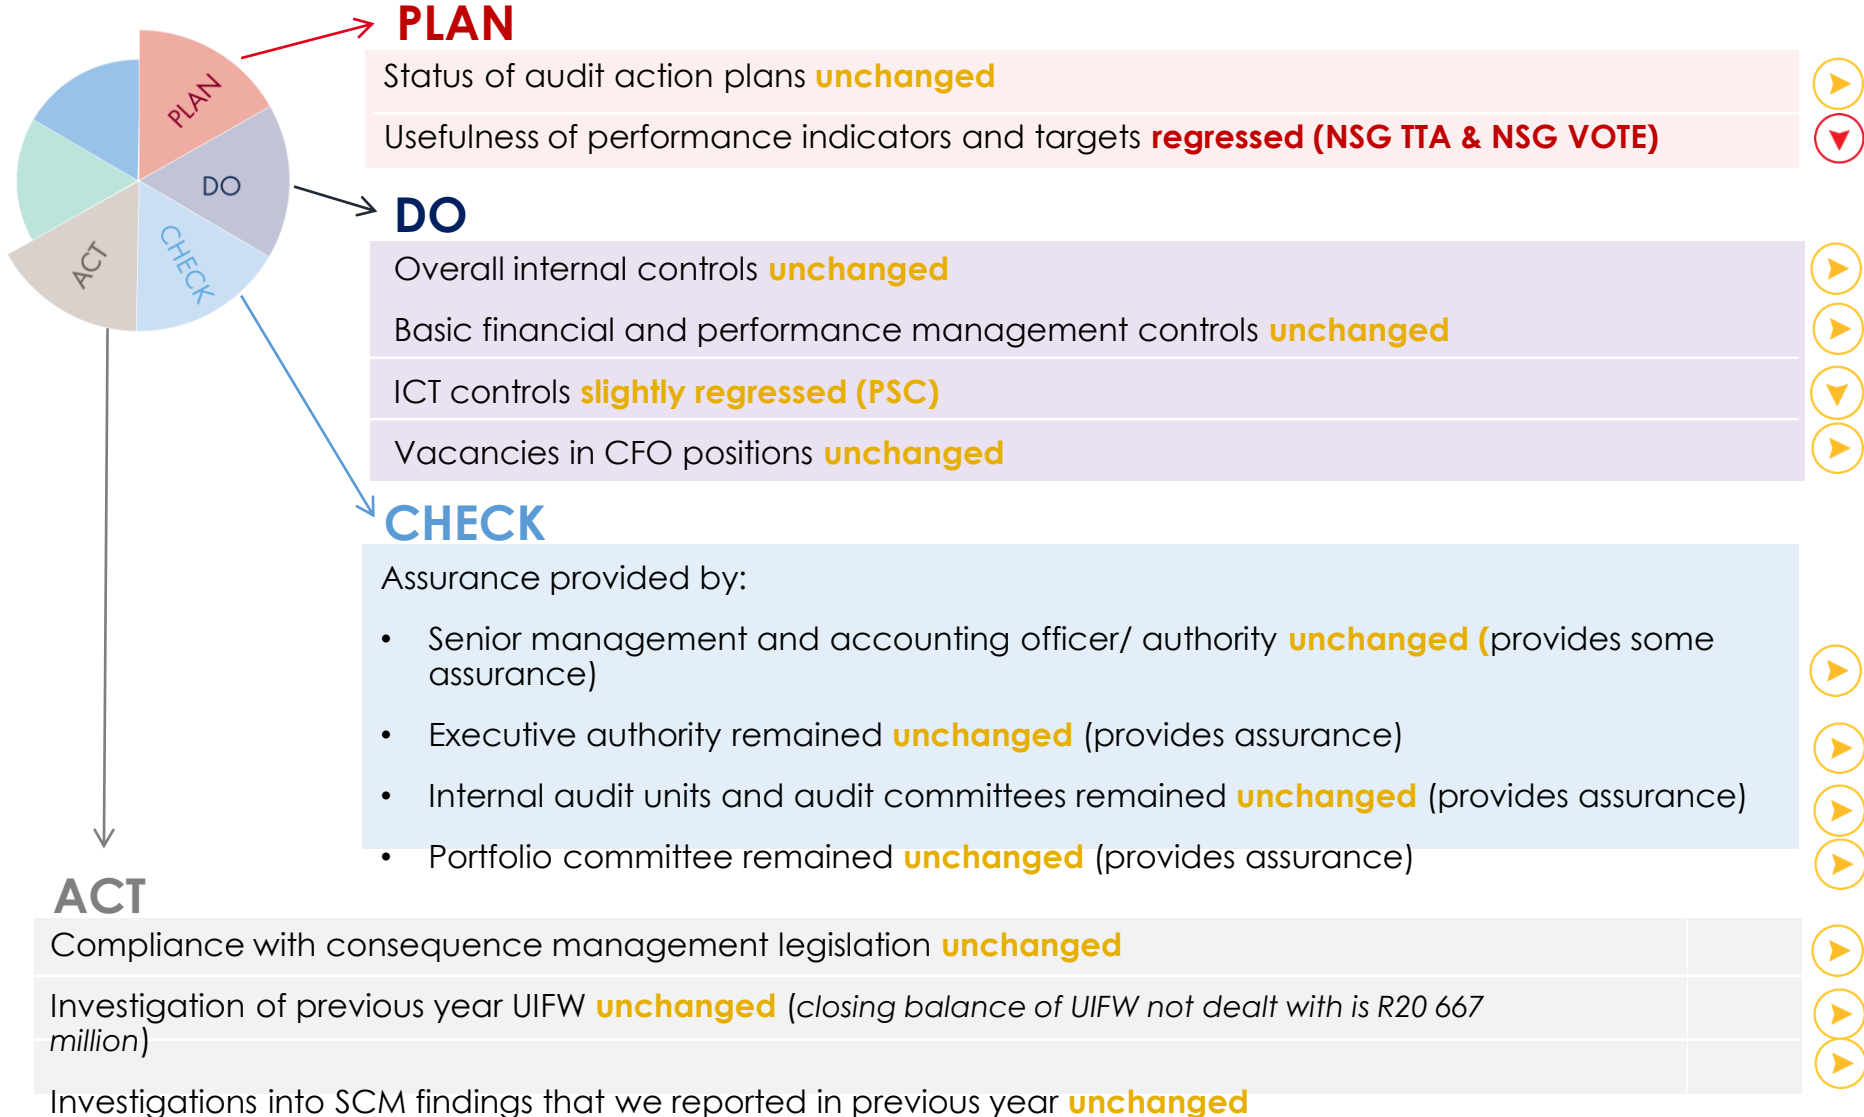 PLAN
DO
CHECK
ACT
PLAN
Status of audit action plans unchanged
Usefulness of performance indicators and targets regressed (NSG TTA & NSG VOTE)
DO
Overall internal controls unchanged
Basic financial and performance management controls unchanged
ICT controls slightly regressed (PSC)
Vacancies in CFO positions unchanged
CHECK
Assurance provided by:
• Senior management and accounting officer/ authority unchanged (provides some
assurance)
• Executive authority remained unchanged (provides assurance)
• Internal audit units and audit committees remained unchanged (provides assurance)
• Portfolio committee remained unchanged (provides assurance)
ACT
Compliance with consequence management legislation unchanged
Investigation of previous year UIFW unchanged (closing balance of UIFW not dealt with is R20 667
million)
Investigations into SCM findings that we reported in previous year unchanged